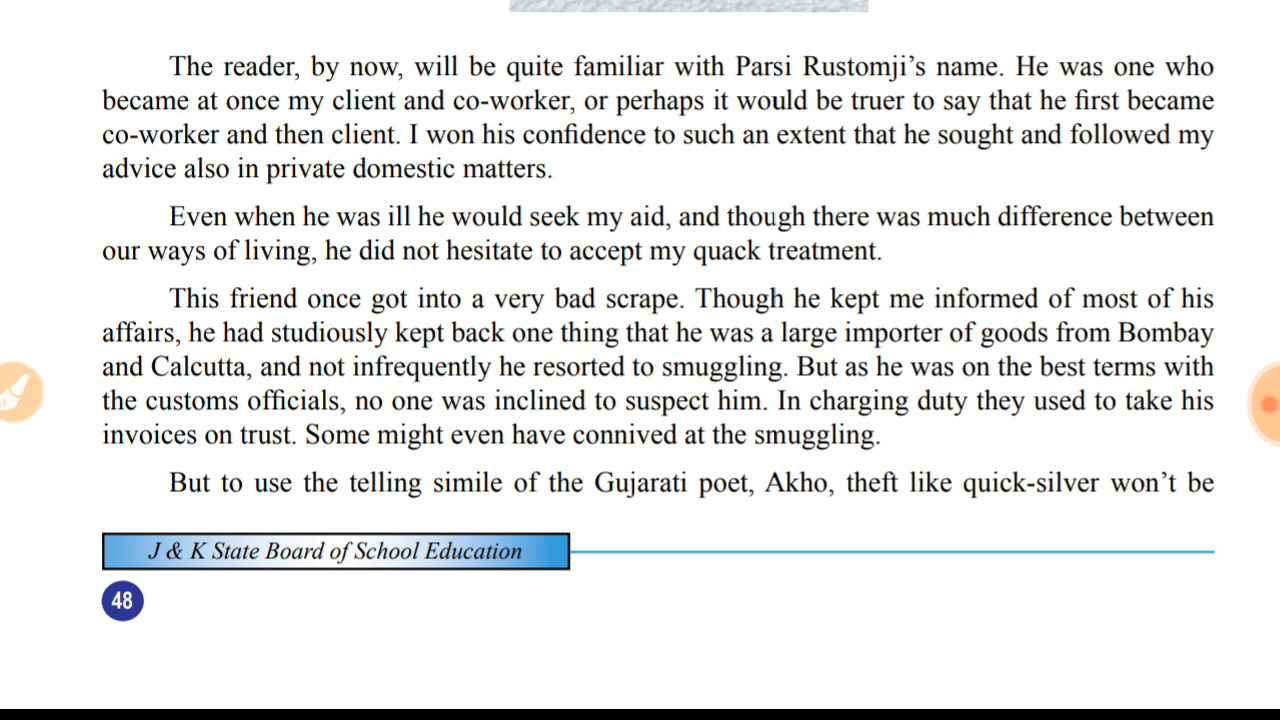 The reader, by now, will be quite familiar with Parsi Rustomji’s name. He was one who
became at once my client and co-worker, or perhaps it would be truer to say that he first became
co-worker and then client. I won his confidence to such an extent that he sought and followed my
advice also in private domestic matters.
Even when he was ill he would seek my aid, and though there was much difference between
our ways of living, he did not hesitate to accept my quack treatment.
This friend once got into a very bad scrape. Though he kept me informed of most of his
affairs, he had studiously kept back one thing that he was a large importer of goods from Bombay
and Calcutta, and not infrequently he resorted to smuggling. But as he was on the best terms with
the customs officials, no one was inclined to suspect him. In charging duty they used to take his
invoices on trust. Some might even have connived at the smuggling.
But to use the telling simile of the Gujarati poet, Akho, theft like quick-silver won’t be
J & K State Board of School Education
48